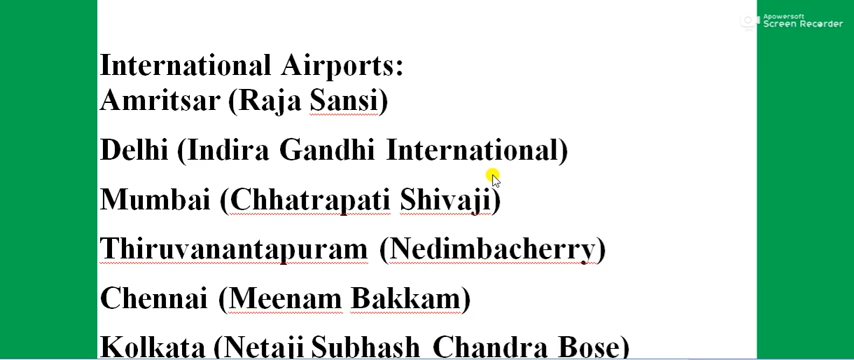 Apowersoft
Screen Recorder
International Airports:
Amritsar (Raja Sansi)
Delhi (Indira Gandhi International)
Mumbai (Chhatrapati Shivaji)
Thiruvanantapuram (Nedimbacherry)
Chennai (Meenam Bakkam)
Kolkata (Netaji Subhash Chandra Bose)